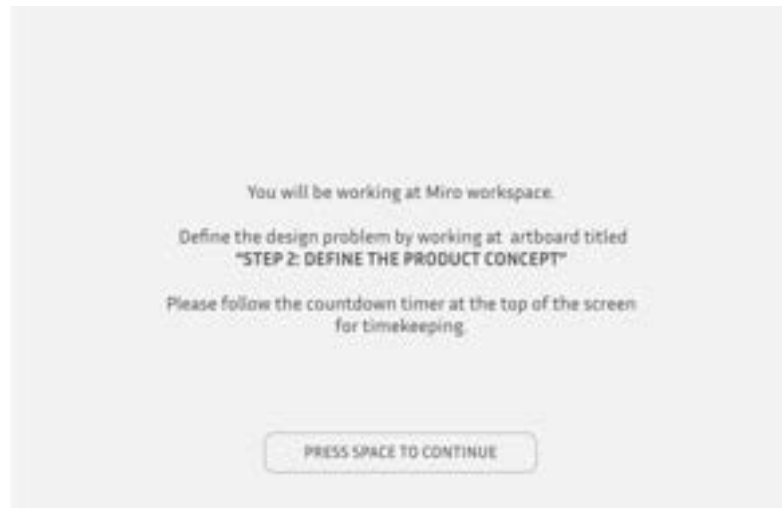 You will be working at Miro workspace.
Define the design problem by working at artboard titled
"STEP 2: DEFINE THE PRODUCT CONCEPT"
Please follow the countdown timer at the top of the screen
for timekeeping.
PRESS SPACE TO CONTINUE